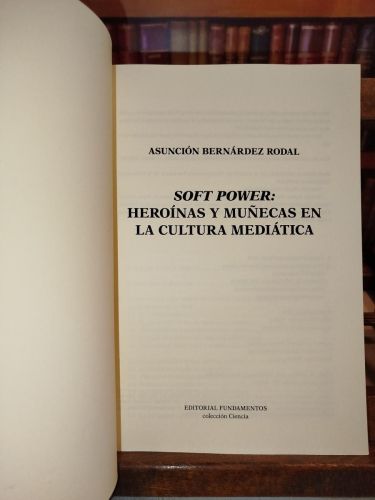 ASUNCIÓN BERNÁRDEZ RODAL
SOFT POWER:
HEROÍNAS Y MUÑECAS EN
LA CULTURA MEDIÁTICA
EDITORIAL FUNDAMENTOS
colección Ciencia